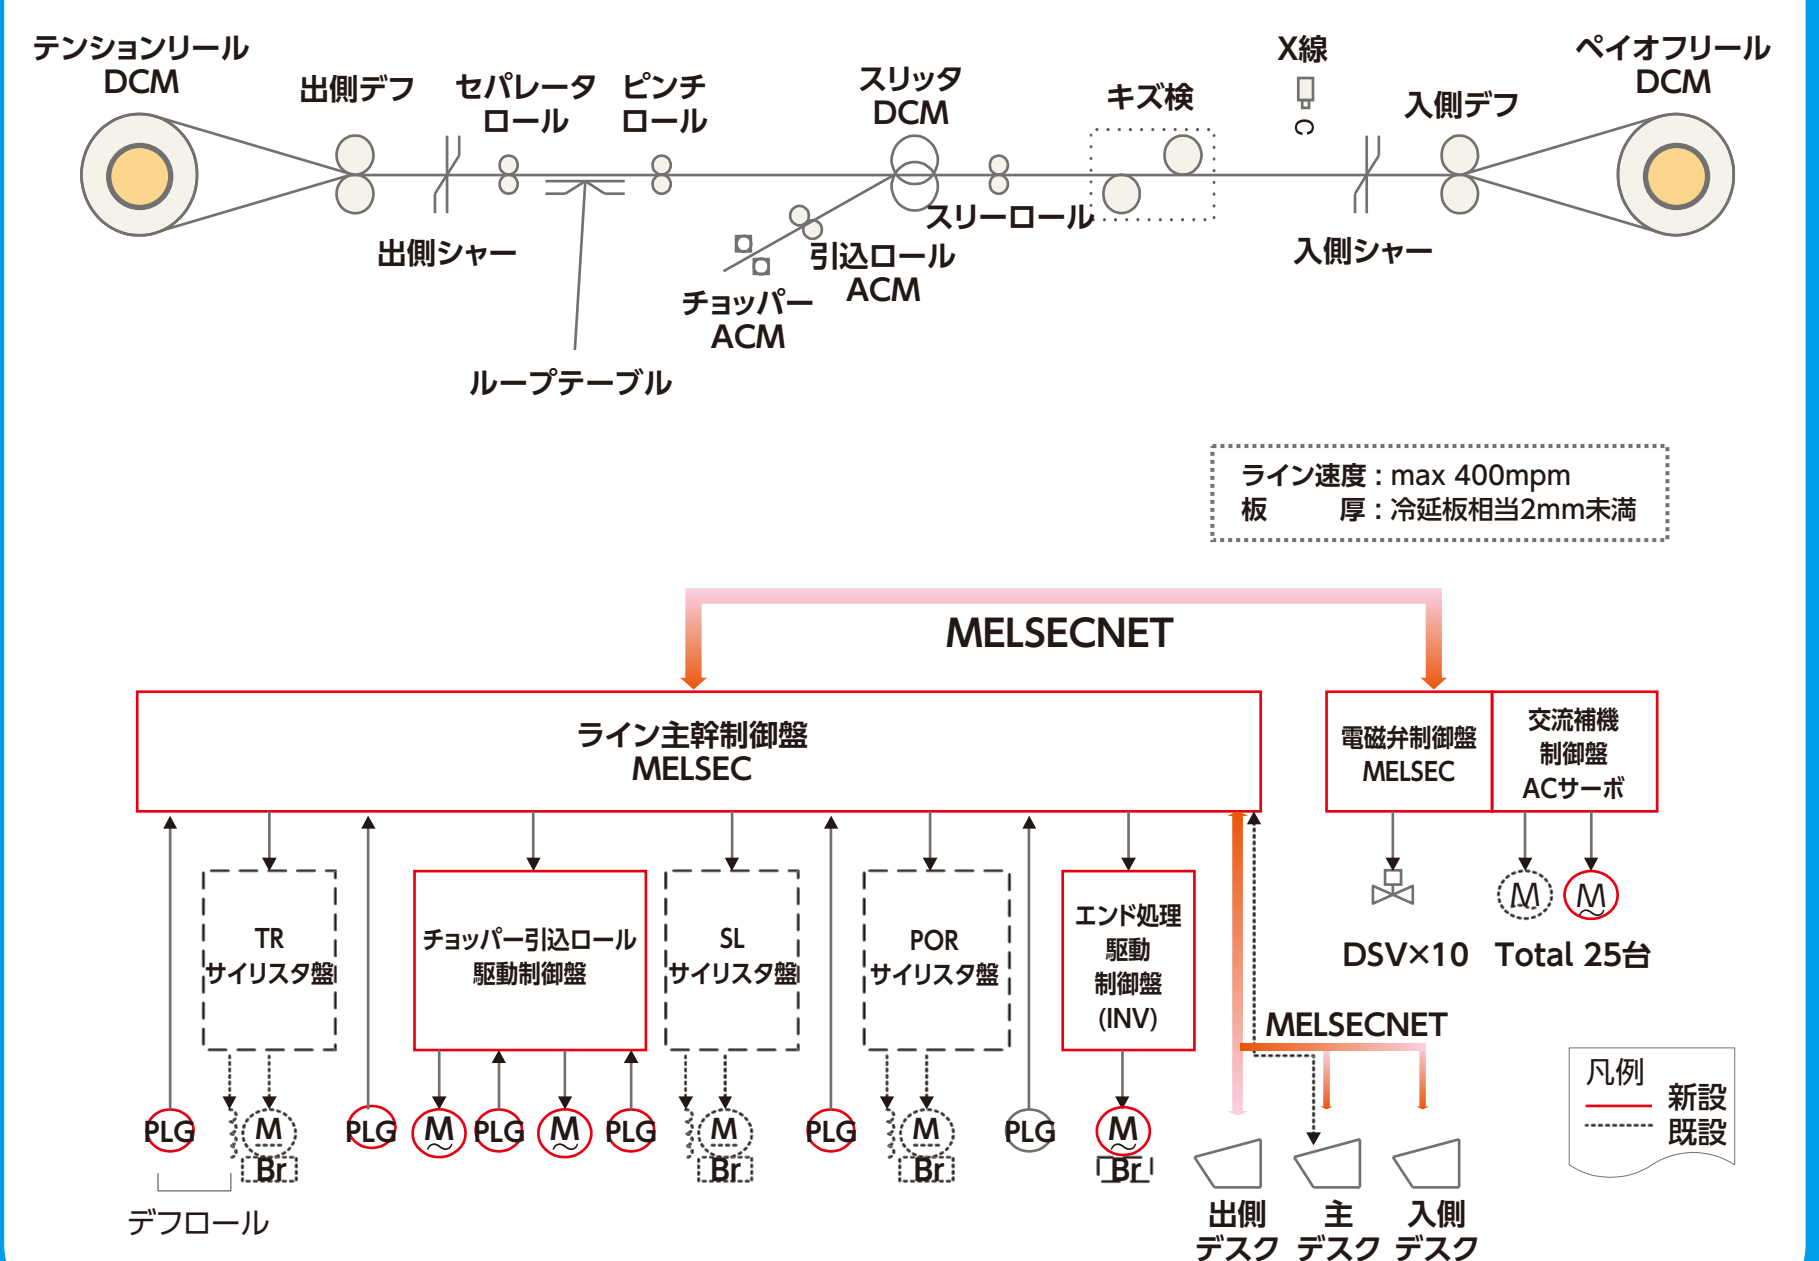 テンションリール
DCM
出側デフ
セパレータ
ロール
ピンチ
ロール
スリッタ
DCM
キズ検
X線
C
入側デフ
ペイオフリール
DCM
出側シャー
スリーロール
引込ロール
ACM
チョッパー
ACM
入側シャー
ループテーブル
ライン速度：max 400mpm
板　　厚：冷延板相当2mm未満
MELSECNET
ライン主幹制御盤
MELSEC
電磁弁制御盤
MELSEC
交流補機
制御盤
ACサーボ
TR
サイリスタ盤
チョッパー引込ロール
駆動制御盤
SL
サイリスタ盤
POR
サイリスタ盤
エンド処理
駆動
制御盤
(INV)
M
M
DSV×10
Total 25台
MELSECNET
凡例
新設
既設
PLG
M
Br
PLG
M
PLG
M
PLG
M
Br
PLG
M
Br
PLG
M
Br
デフロール
出側
デスク
主
デスク
入側
デスク